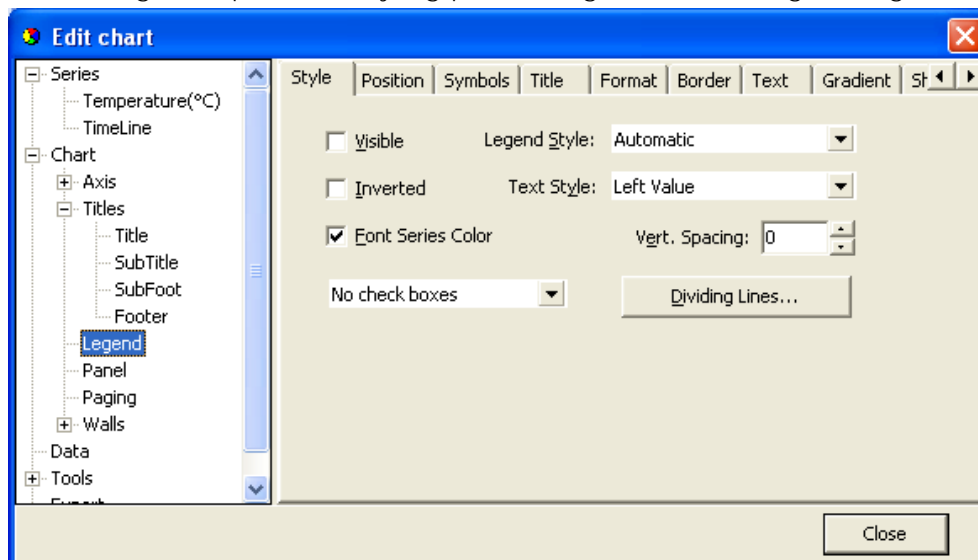 Edit chart
Series
Temperature(°C)
TimeLine
Chart
Axis
Titles
Title
SubTitle
SubFoot
Footer
Legend
Panel
Paging
Walls
Data
Tools
Style Position Symbols Title Format Border Text Gradient
Visible Legend Style: Automatic
Inverted Text Style: Left Value
Font Series Color Vert. Spacing: 0
No check boxes Dividing Lines...
Close